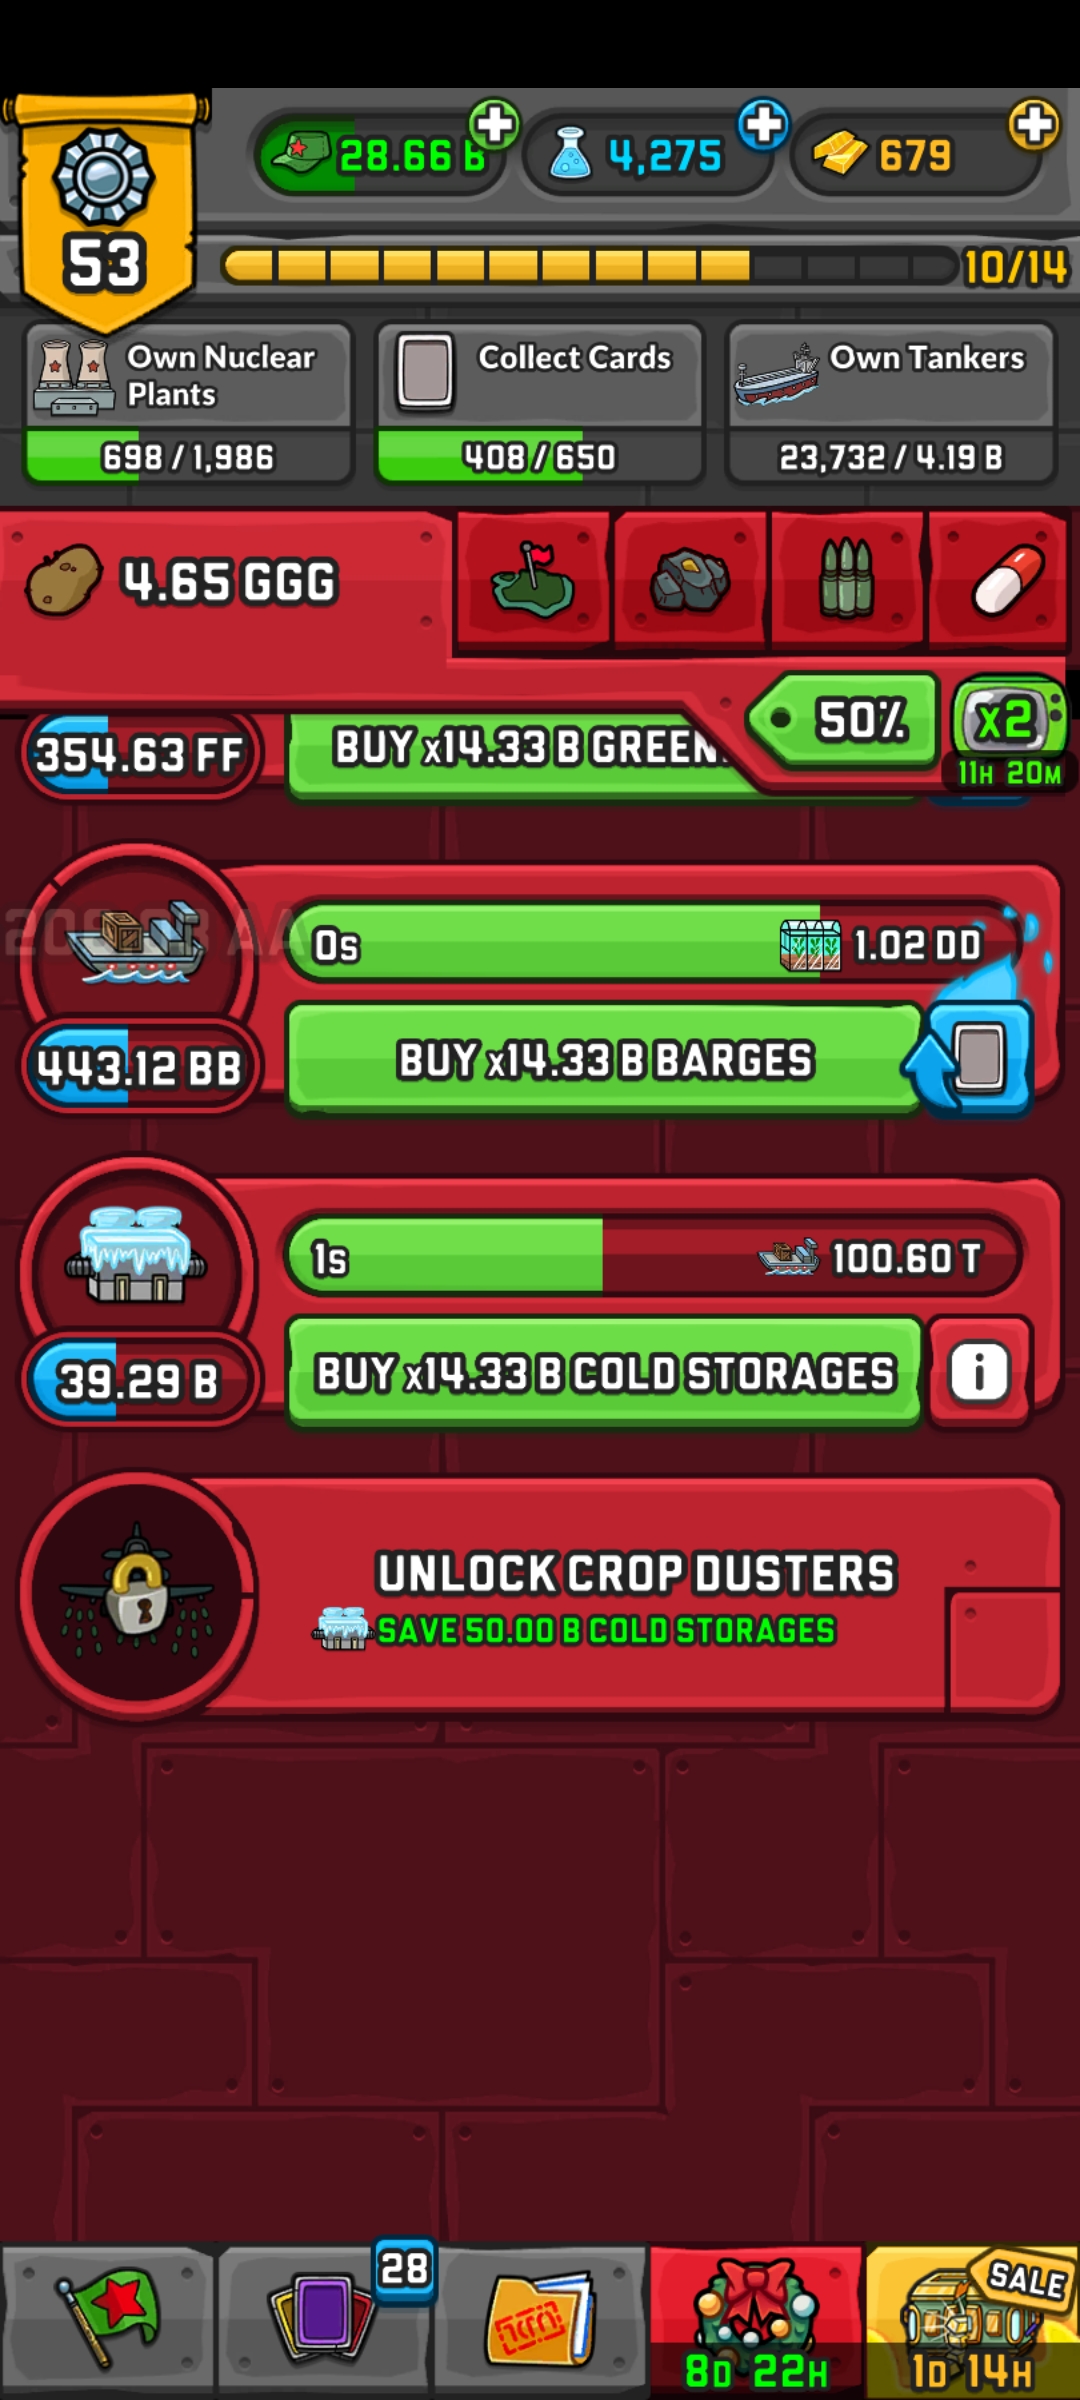 28.66 B
4,275
679
53
10/14
Own Nuclear
Plants
698 / 1,986
Collect Cards
408 / 650
Own Tankers
23,732 / 4.19 B
4.65 GGG
50%
x2
11H 20M
354.63 FF
BUY x14.33 B GREEN
0s
1.02 DD
443.12 BB
BUY x14.33 B BARGES
1s
100.60 T
39.29 B
BUY x14.33 B COLD STORAGES
i
UNLOCK CROP DUSTERS
SAVE 50.00 B COLD STORAGES
28
SALE
8D 22H
1D 14H